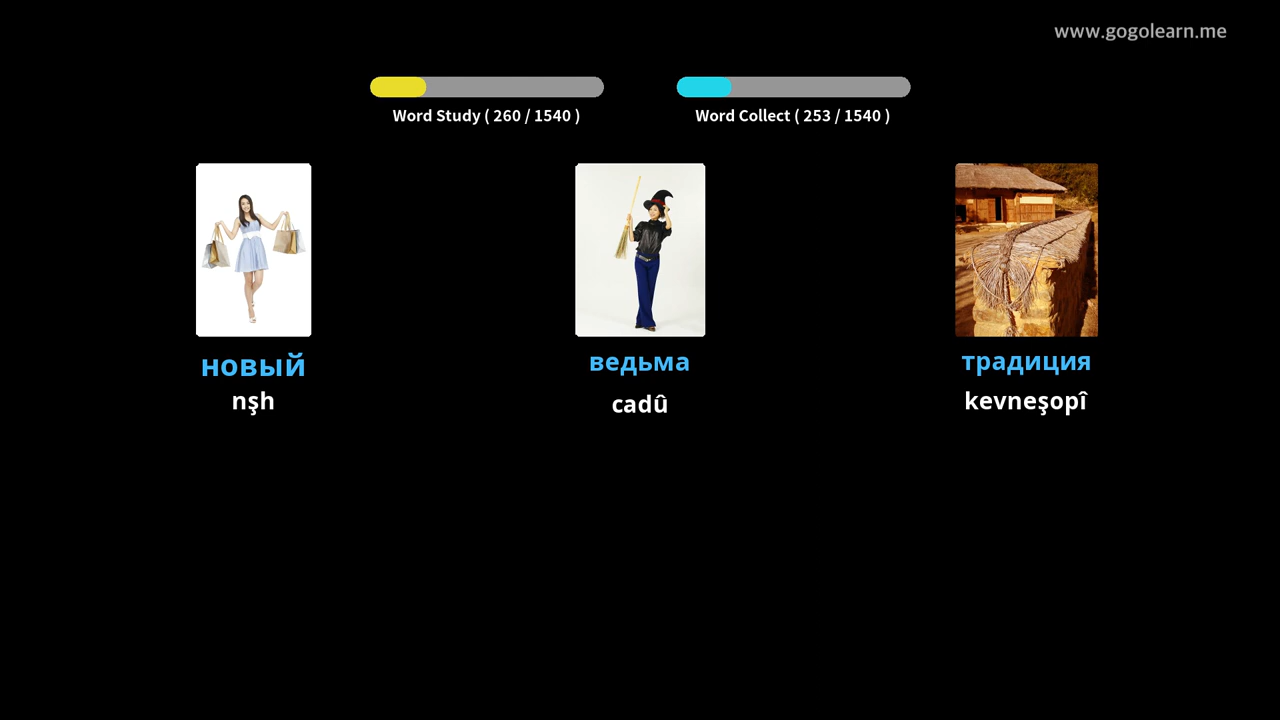 www.gogolearn.me
Word Study ( 260 / 1540 )
Word Collect ( 253 / 1540 )
новый
nşh
ведьма
cadû
традиция
kevneşopî